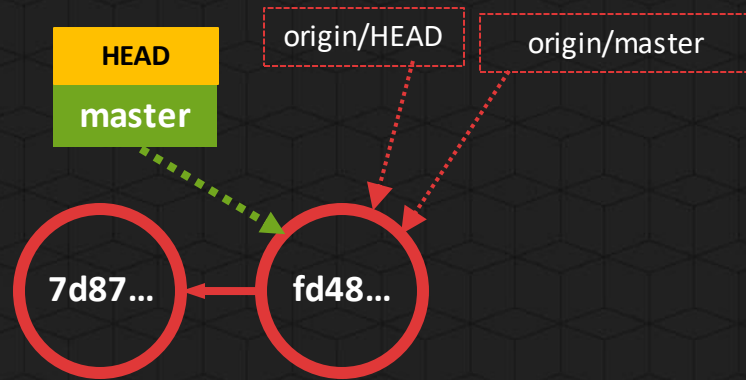 HEAD
master
origin/HEAD
origin/master
7d87...
fd48...